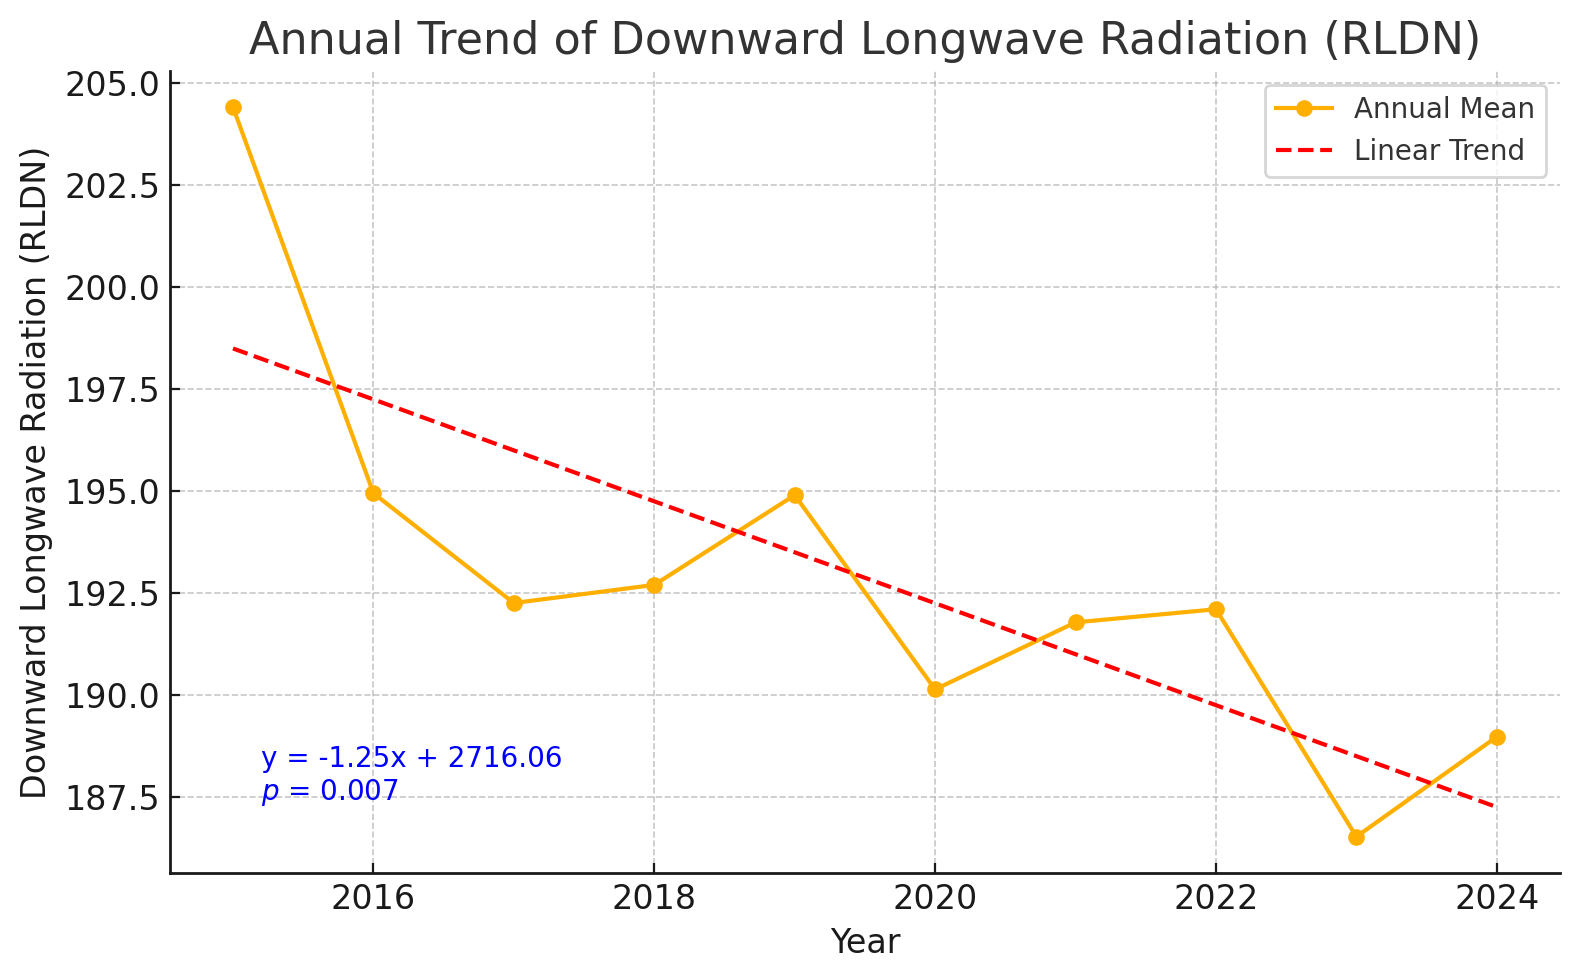 Annual Trend of Downward Longwave Radiation (RLDN)
Downward Longwave Radiation (RLDN)
205.0
202.5
200.0
197.5
195.0
192.5
190.0
187.5
Annual Mean
Linear Trend
y = -1.25x + 2716.06
p = 0.007
2016
2018
2020
2022
2024
Year